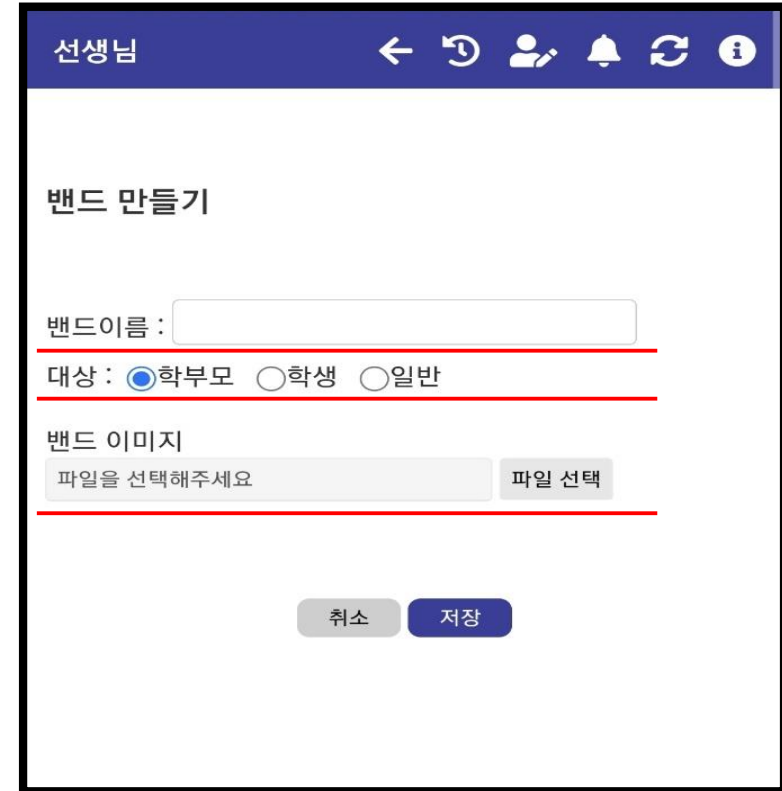 선생님
밴드 만들기
밴드이름 :
대상 : 학부모 학생 일반
밴드 이미지
파일을 선택해주세요 파일 선택
취소 저장